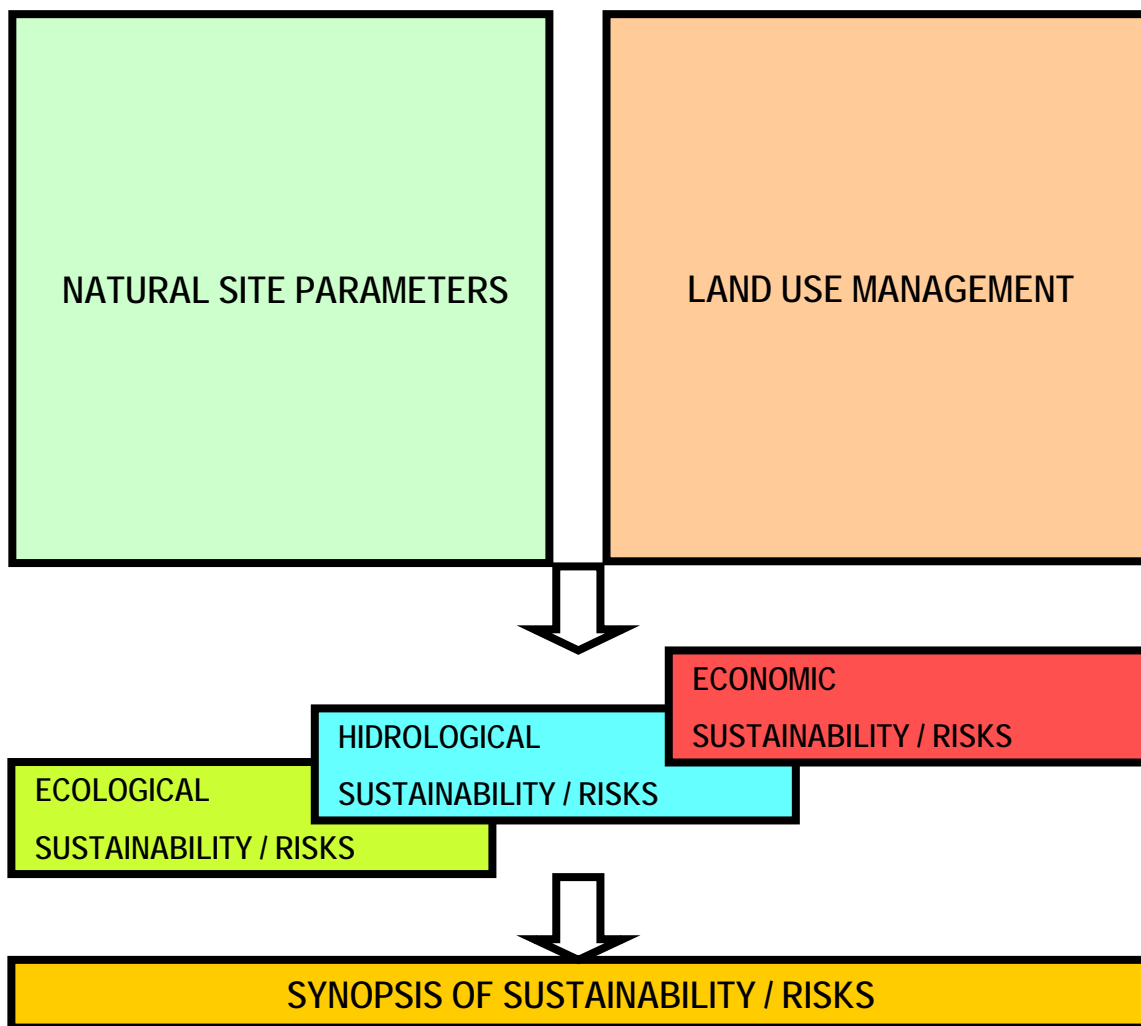 NATURAL SITE PARAMETERS
LAND USE MANAGEMENT
ECONOMIC
SUSTAINABILITY / RISKS
HIDROLOGICAL
SUSTAINABILITY / RISKS
ECOLOGICAL
SUSTAINABILITY / RISKS
SYNOPSIS OF SUSTAINABILITY / RISKS